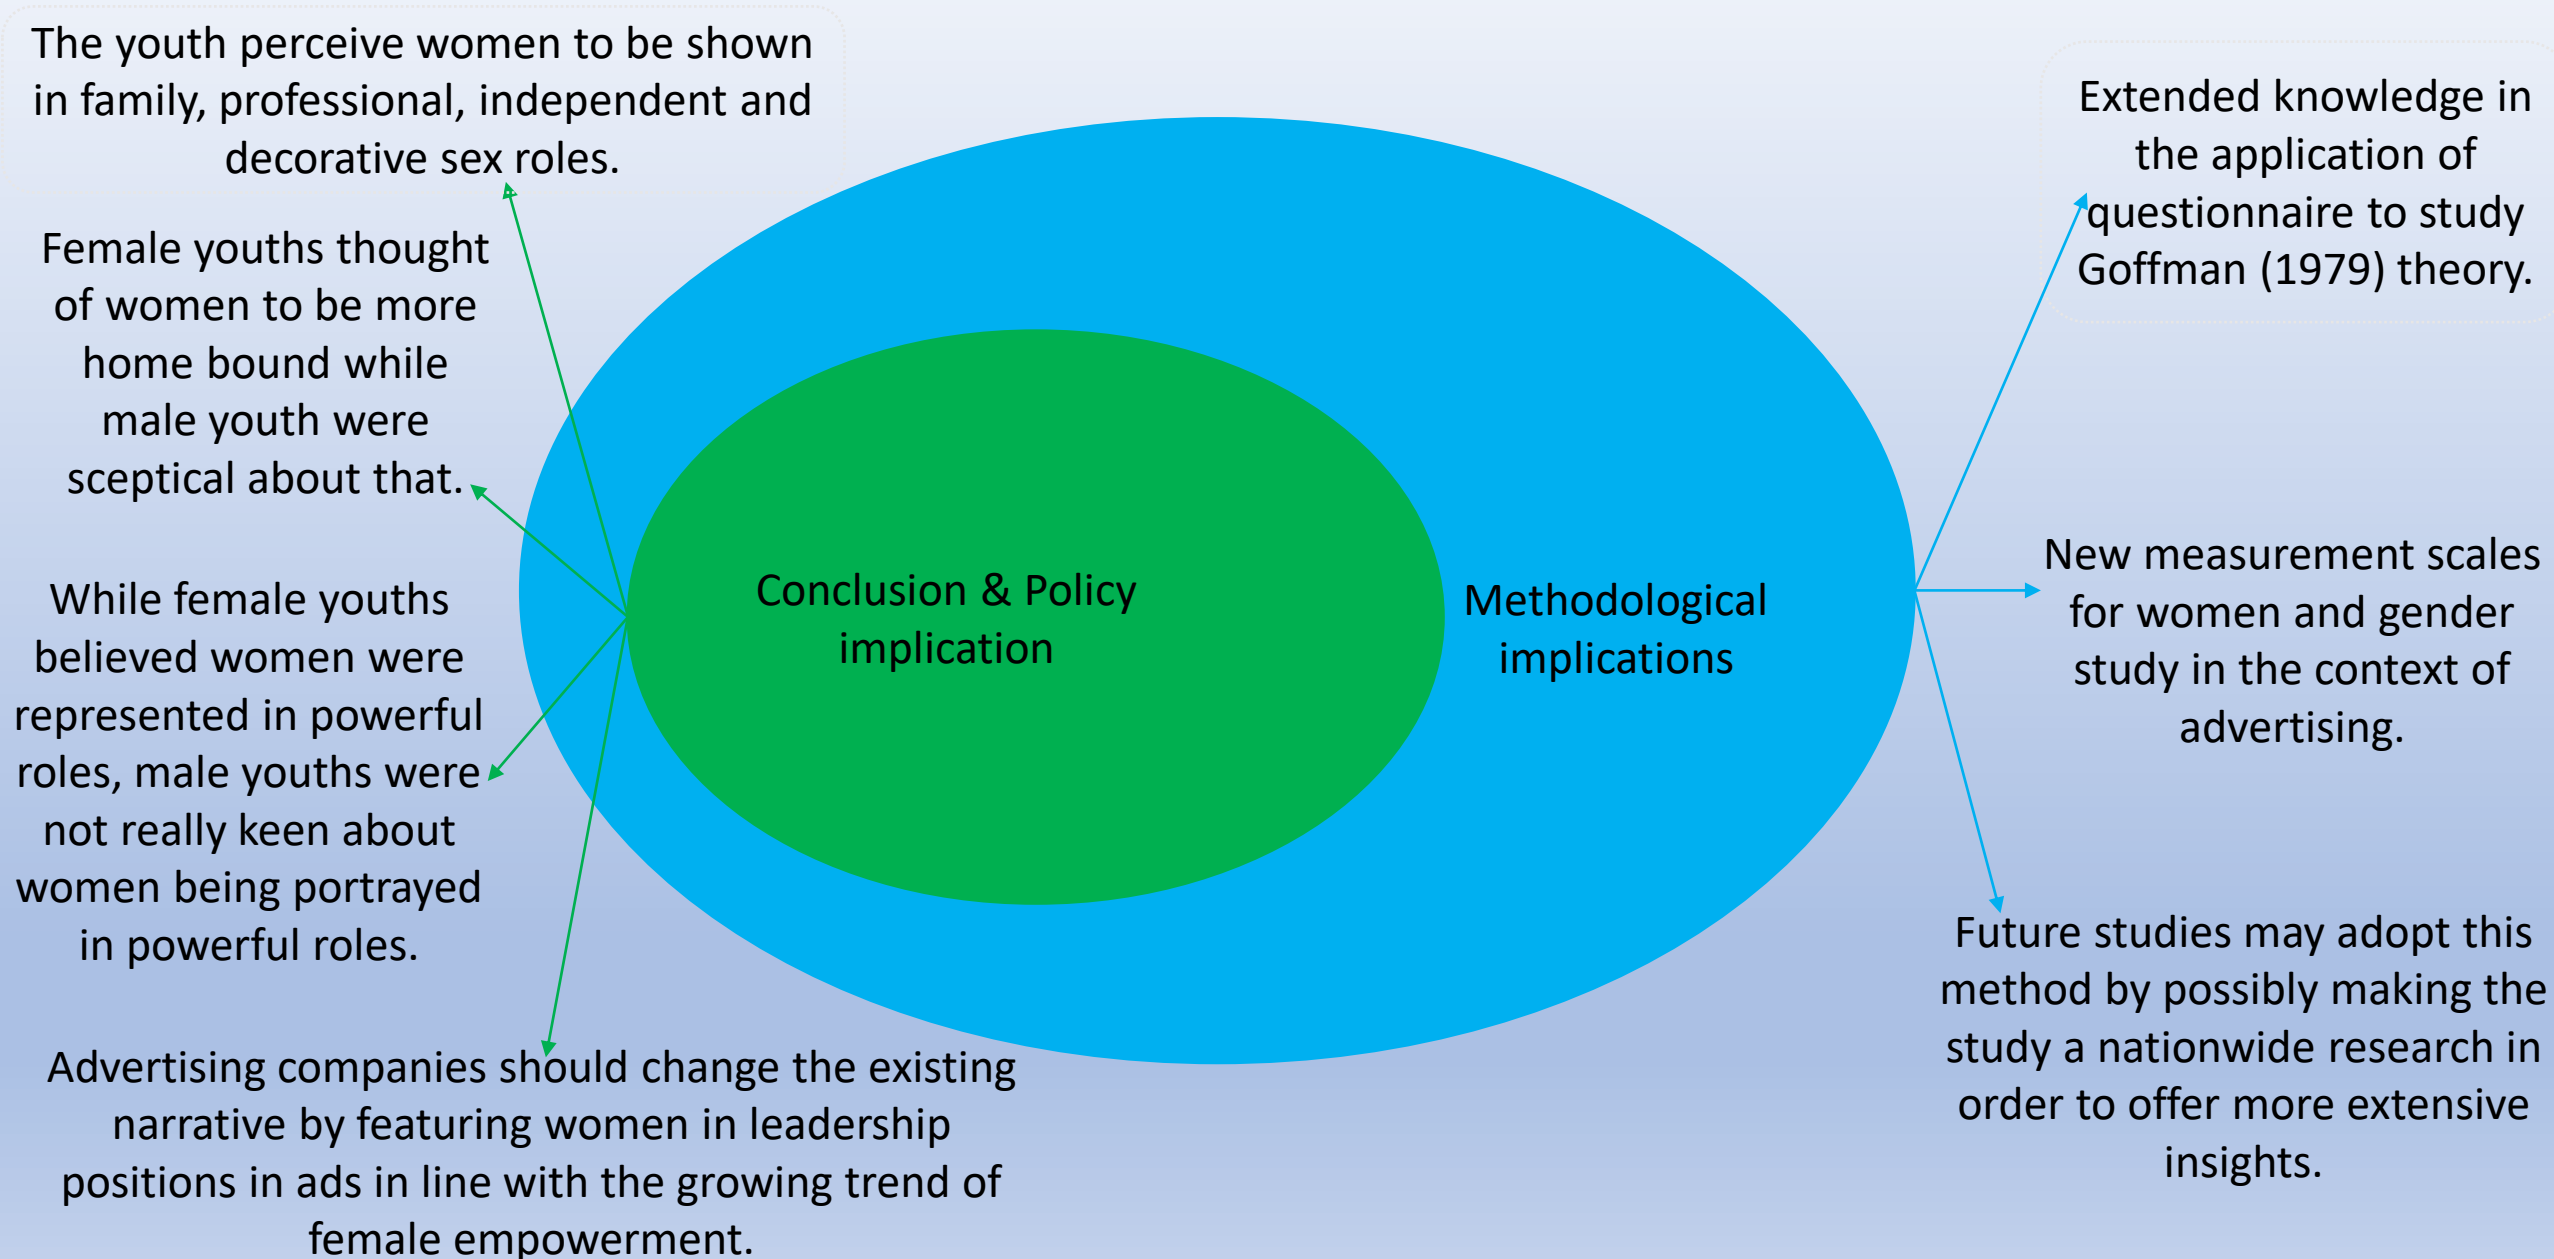 The youth perceive women to be shown
in family, professional, independent and
decorative sex roles.
Female youths thought
of women to be more
home bound while
male youth were
sceptical about that.
While female youths
believed women were
represented in powerful
roles, male youths were
not really keen about
women being portrayed
in powerful roles.
Advertising companies should change the existing
narrative by featuring women in leadership
positions in ads in line with the growing trend of
female empowerment.
Conclusion & Policy
implication
Methodological
implications
Extended knowledge in
the application of
questionnaire to study
Goffman (1979) theory.
New measurement scales
for women and gender
study in the context of
advertising.
Future studies may adopt this
method by possibly making the
study a nationwide research in
order to offer more extensive
insights.